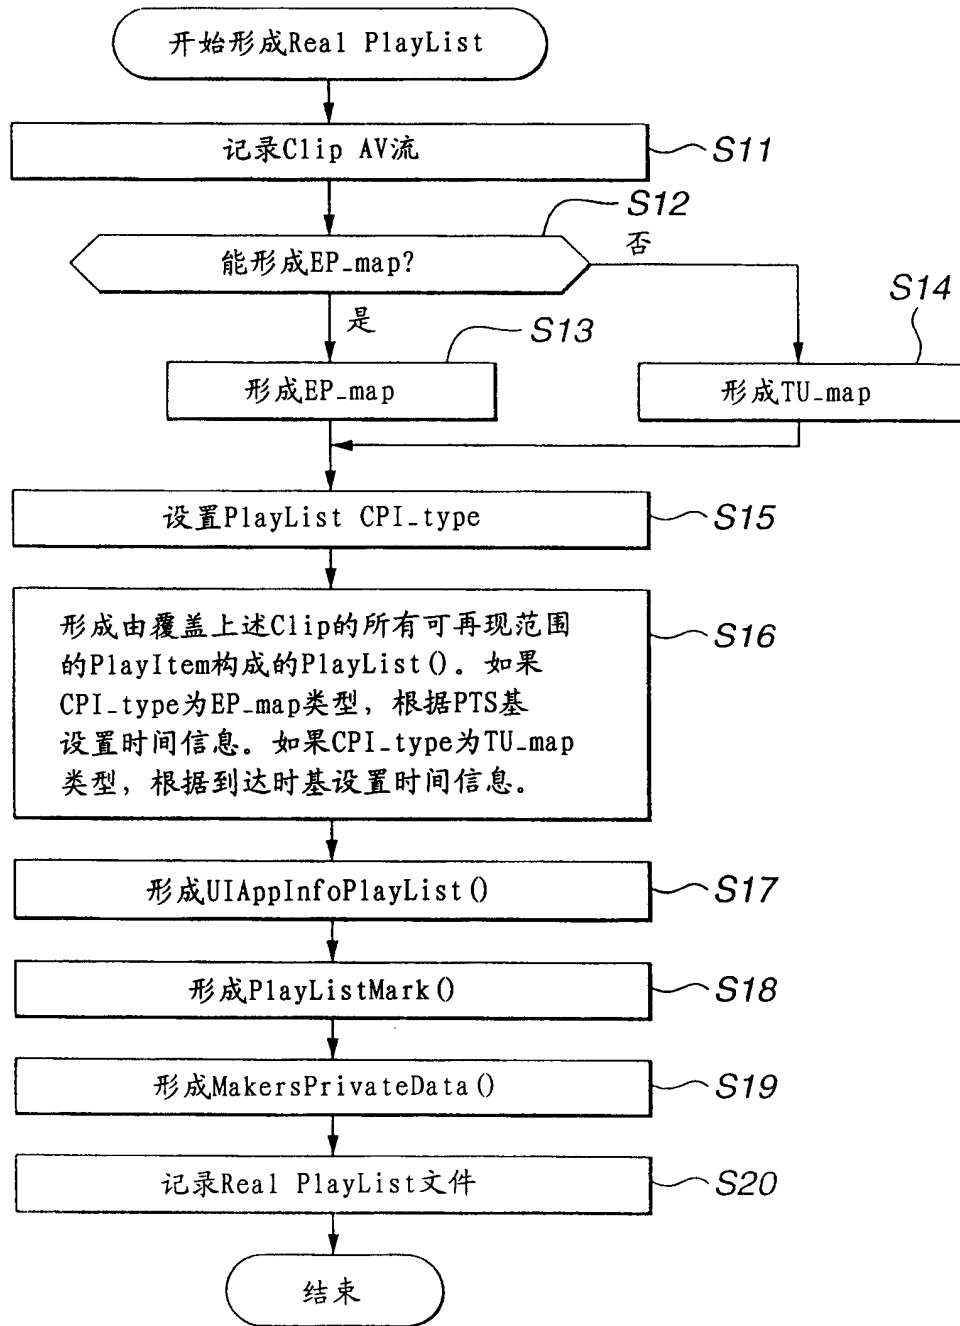 开始形成Real PlayList
记录Clip AV流
S11
S12
能形成EP_map?
否
是
S13
S14
形成EP_map
形成TU_map
设置PlayList CPI_type
S15
形成由覆盖上述Clip的所有可再现范围
的PlayItem构成的PlayList()。如果
CPI_type为EP_map类型，根据PTS基
设置时间信息。如果CPI_type为TU_map
类型，根据到达时基设置时间信息。
S16
形成UIAppInfoPlayList()
S17
形成PlayListMark()
S18
形成MakersPrivateData()
S19
记录Real PlayList文件
S20
结束